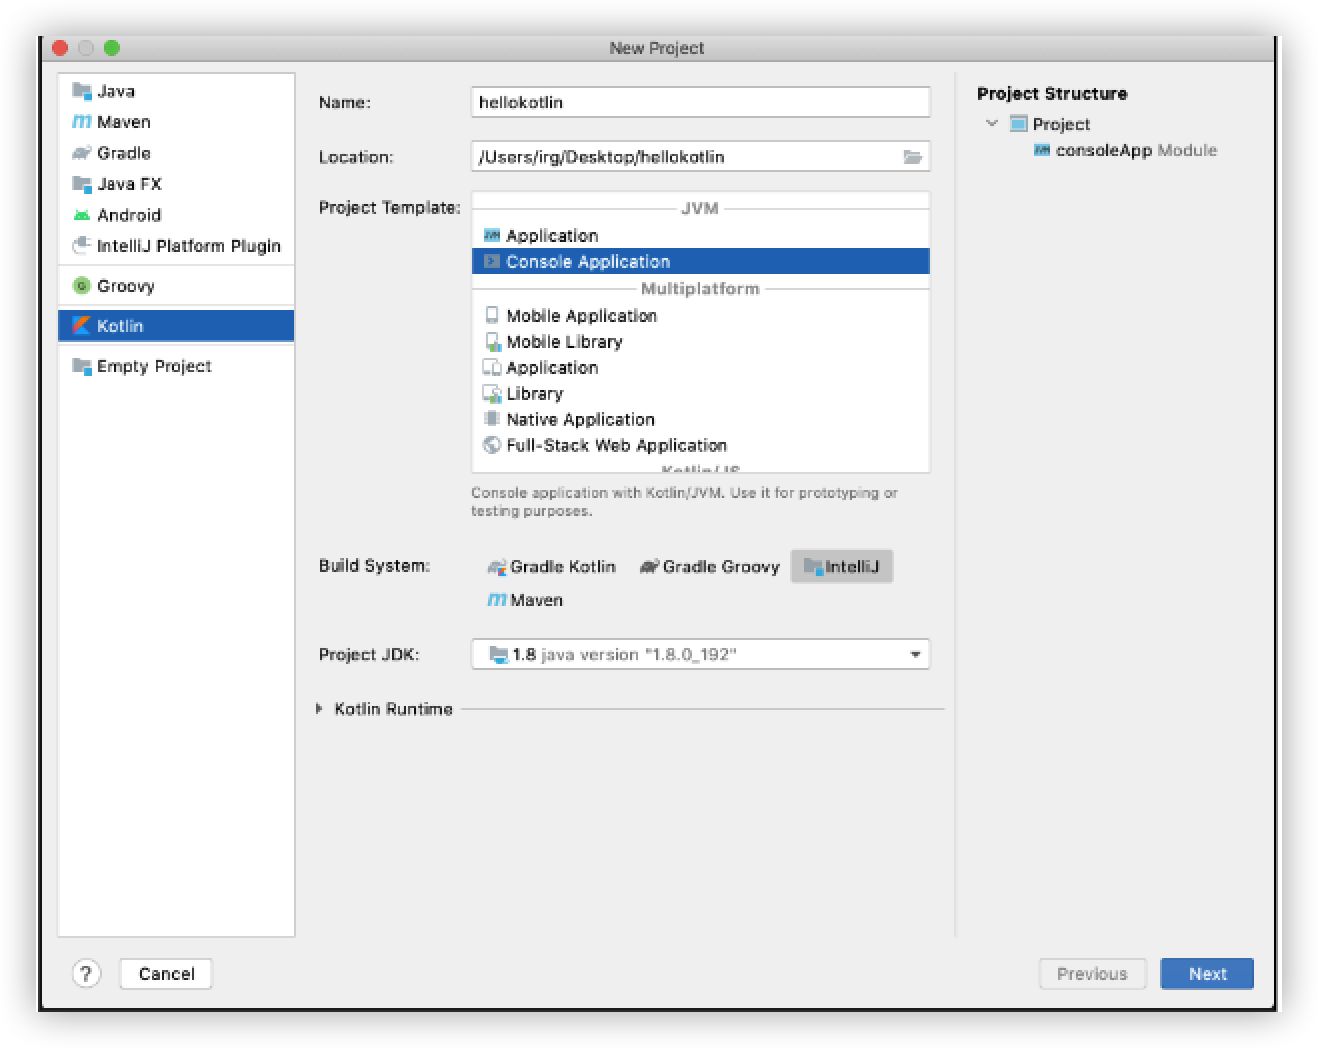 New Project
Java
Maven
Gradle
Java FX
Android
IntelliJ Platform Plugin
Groovy
Kotlin
Empty Project
Name: hellokotlin
Location: /Users/irg/Desktop/hellokotlin
Project Template:
JVM
Application
Console Application
Multiplatform
Mobile Application
Mobile Library
Application
Library
Native Application
Full-Stack Web Application
Kotlin/JS
Console application with Kotlin/JVM. Use it for prototyping or
testing purposes.
Build System: Gradle Kotlin Gradle Groovy IntelliJ
Maven
Project JDK: 1.8 java version "1.8.0_192"
Kotlin Runtime
Project Structure
Project
consoleApp Module
? Cancel Previous Next